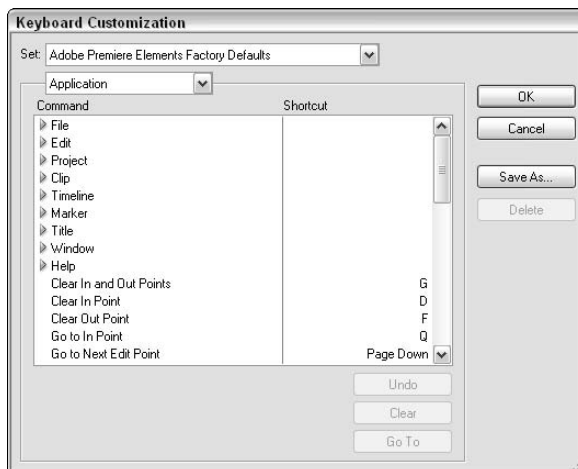 Keyboard Customization
Set: Adobe Premiere Elements Factory Defaults
Application
Command Shortcut
File
Edit
Project
Clip
Timeline
Marker
Title
Window
Help
Clear In and Out Points G
Clear In Point D
Clear Out Point F
Go to In Point Q
Go to Next Edit Point Page Down
OK
Cancel
Save As...
Delete
Undo
Clear
Go To